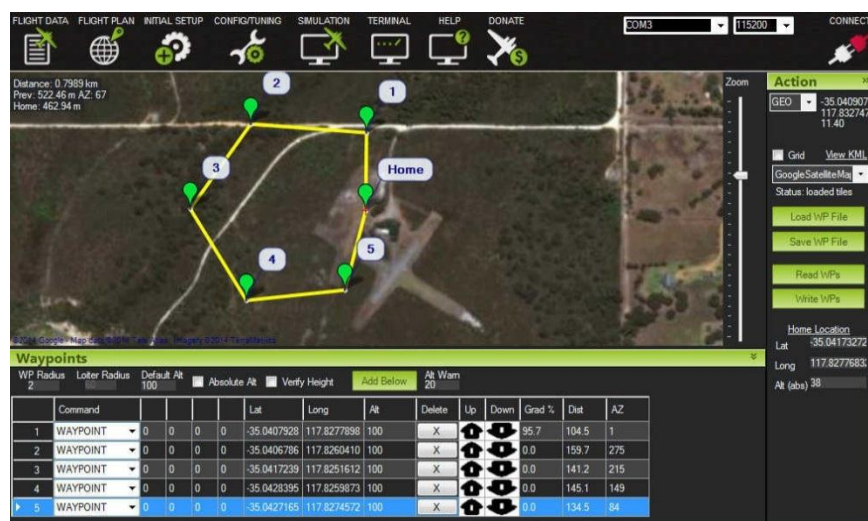 FLIGHT DATA FLIGHT PLAN INITIAL SETUP CONFIG/TUNING SIMULATION TERMINAL HELP DONATE COM3 115200 CONNECT
Distance: 0.7989 km
Prev: 522.46 m AZ: 67
Home: 462.94 m
2
1
3
Home
4
5
Zoom
Action
GEO -35.040907
117.832747
11.40
Grid View KML
GoogleSatelliteMap
Status: loaded tiles
Load WP File
Save WP File
Read WPs
Write WPs
Home Location
Lat -35.04173272
Long 117.8277683
Alt (abs) 38
Waypoints
WP Radius Loiter Radius Default Alt Alt Warn
2 100 Absolute Alt Verify Height Add Below 20
Command Lat Long Alt Delete Up Down Grad % Dist AZ
1 WAYPOINT 0 0 0 0 -35.0407928 117.8277898 100 X 95.7 104.5 1
2 WAYPOINT 0 0 0 0 -35.0406786 117.8260410 100 X 0.0 159.7 275
3 WAYPOINT 0 0 0 0 -35.0417239 117.8251612 100 X 0.0 141.2 215
4 WAYPOINT 0 0 0 0 -35.0428395 117.8259873 100 X 0.0 145.1 149
5 WAYPOINT 0 0 0 0 -35.0427165 117.8274572 100 X 0.0 134.5 84